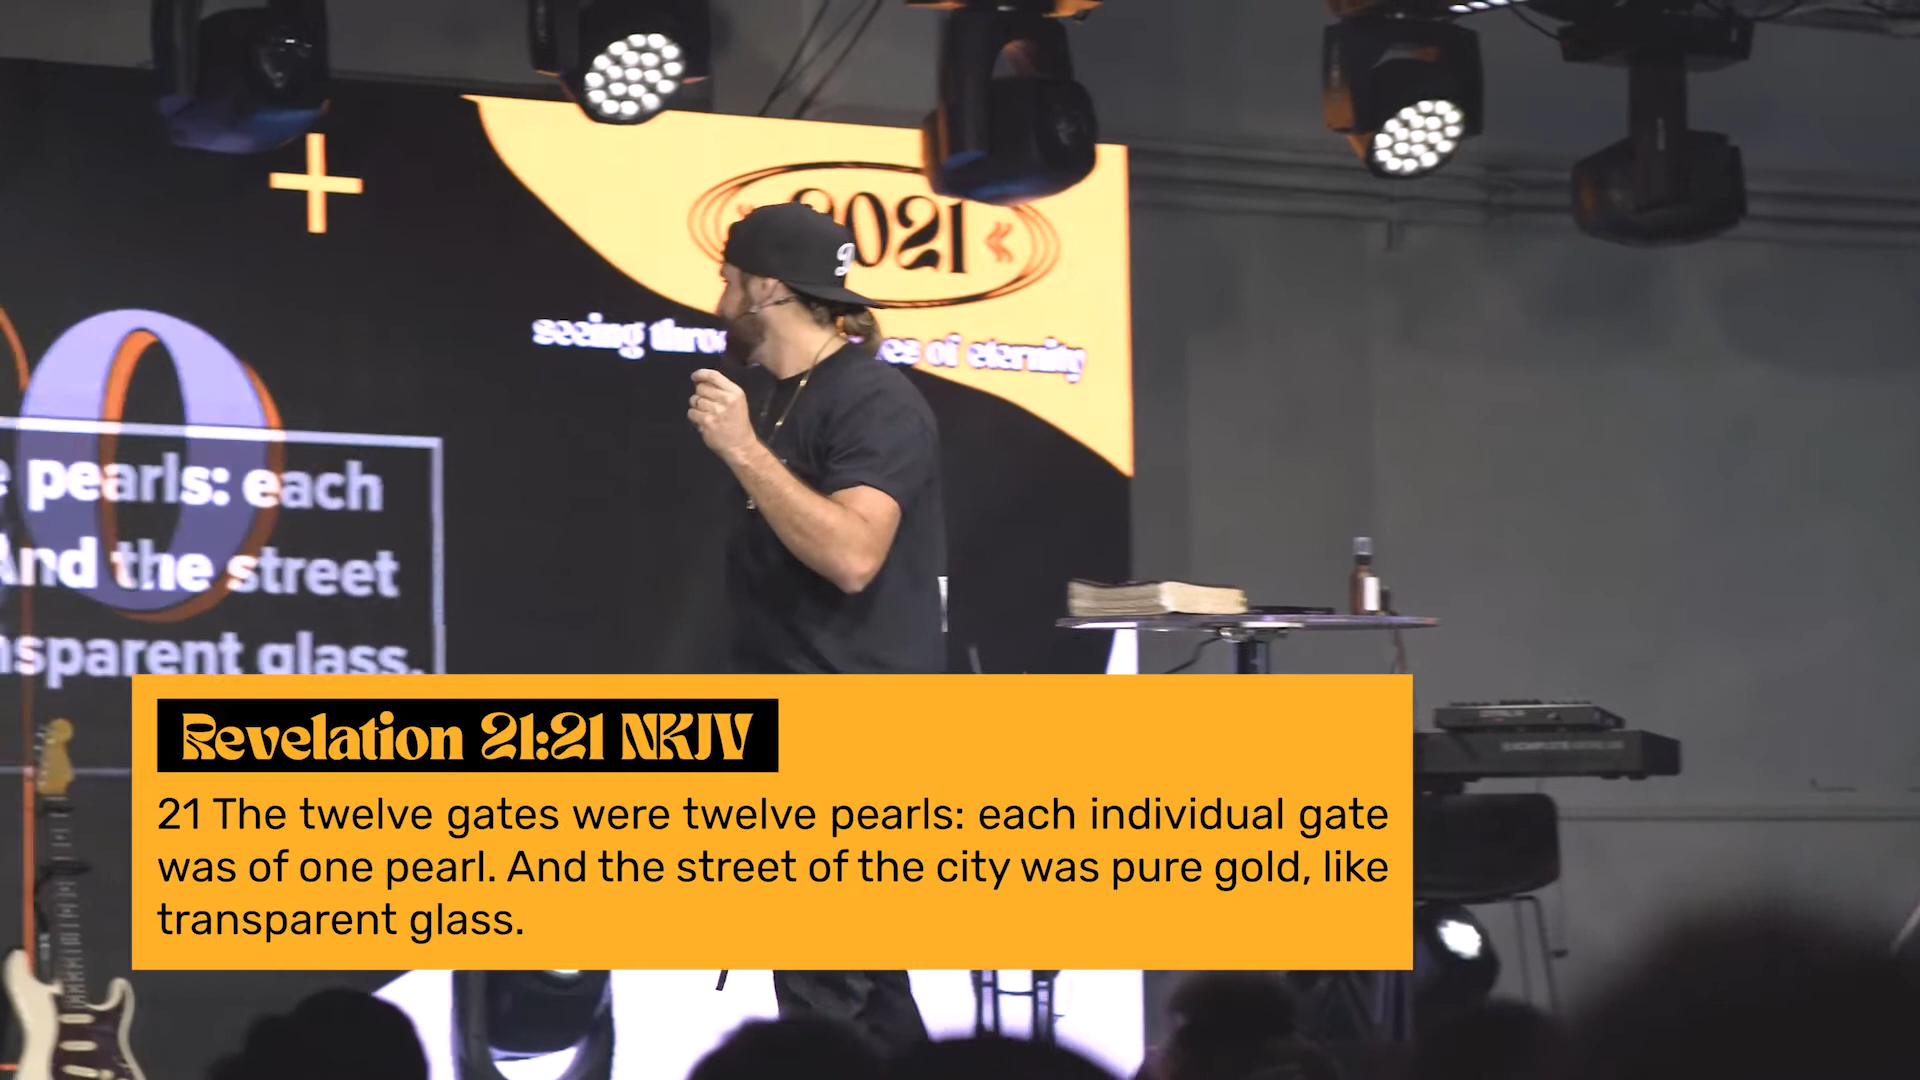 2021
seeing
of eternity
pearls: each
And the street
glass.
Revelation 21:21 NKJV
21 The twelve gates were twelve pearls: each individual gate
was of one pearl. And the street of the city was pure gold, like
transparent glass.